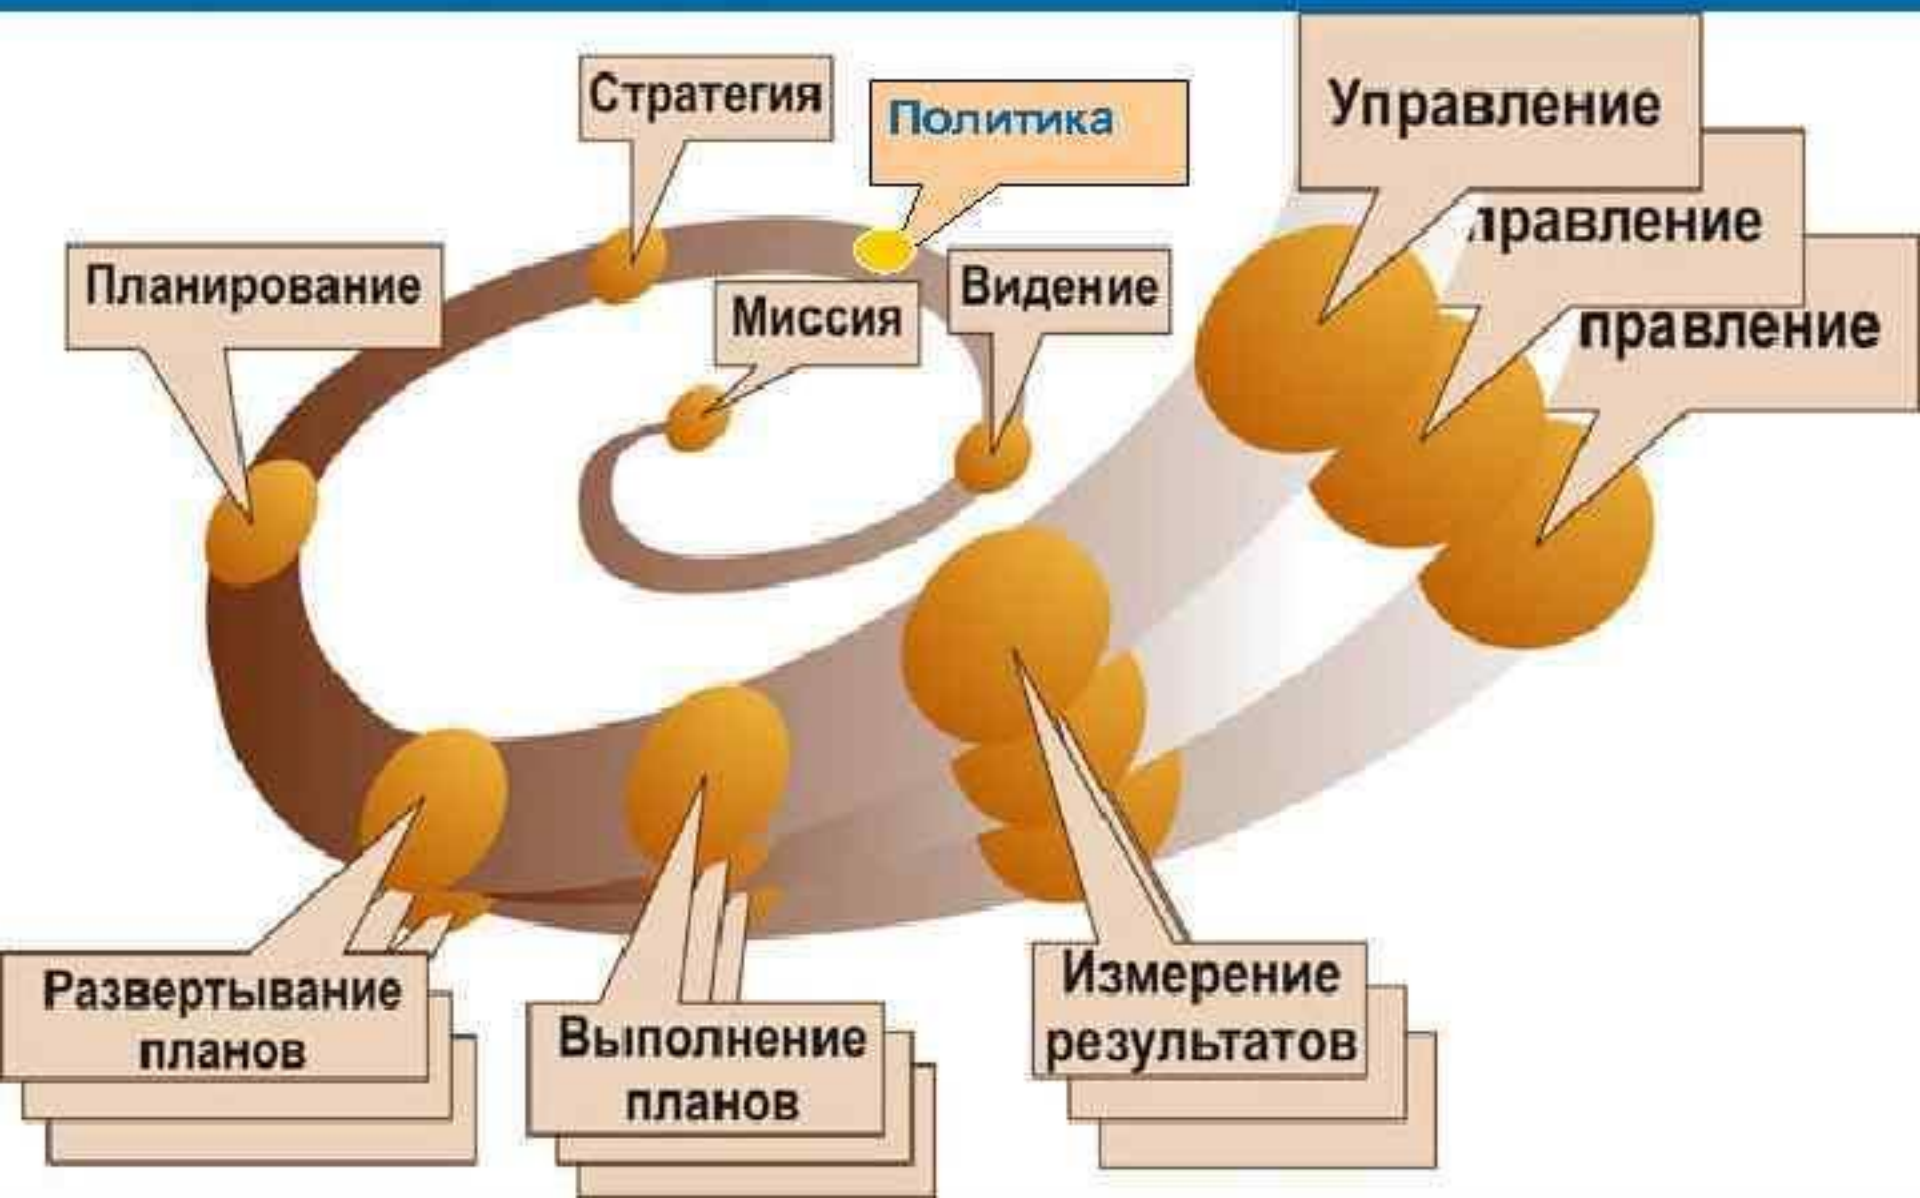 Стратегия
Политика
Управление
правление
правление
Планирование
Миссия
Видение
Развертывание
планов
Выполнение
планов
Измерение
результатов